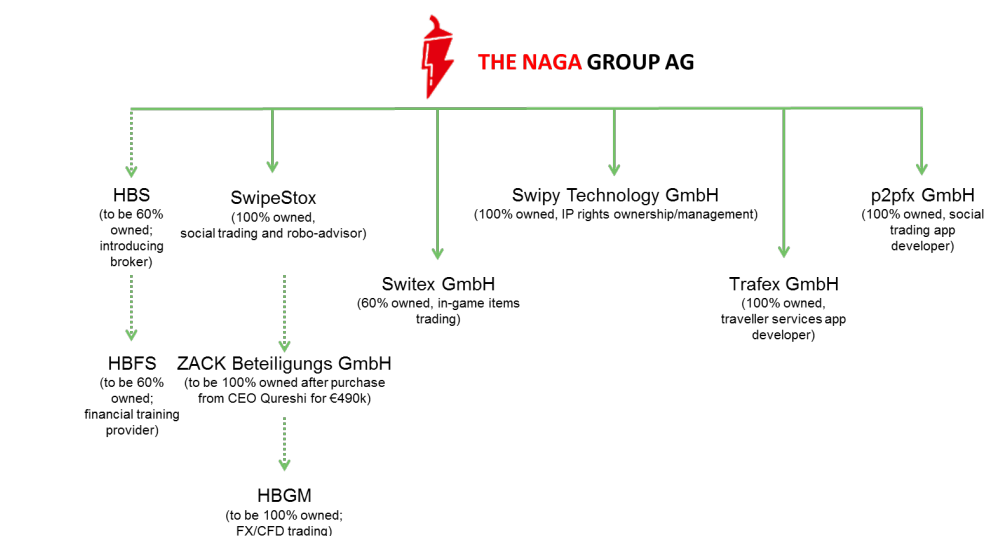 THE NAGA GROUP AG
HBS
(to be 60%
owned;
introducing
broker)
SwipeStox
(100% owned,
social trading and robo-advisor)
Swipy Technology GmbH
(100% owned, IP rights ownership/management)
p2pfx GmbH
(100% owned, social
trading app
developer)
Switex GmbH
(60% owned, in-game items
trading)
Trafex GmbH
(100% owned,
traveller services app
developer)
HBFS
(to be 60%
owned;
financial training
provider)
ZACK Beteiligungs GmbH
(to be 100% owned after purchase
from CEO Qureshi for €490k)
HBGM
(to be 100% owned;
FX/CFD trading)